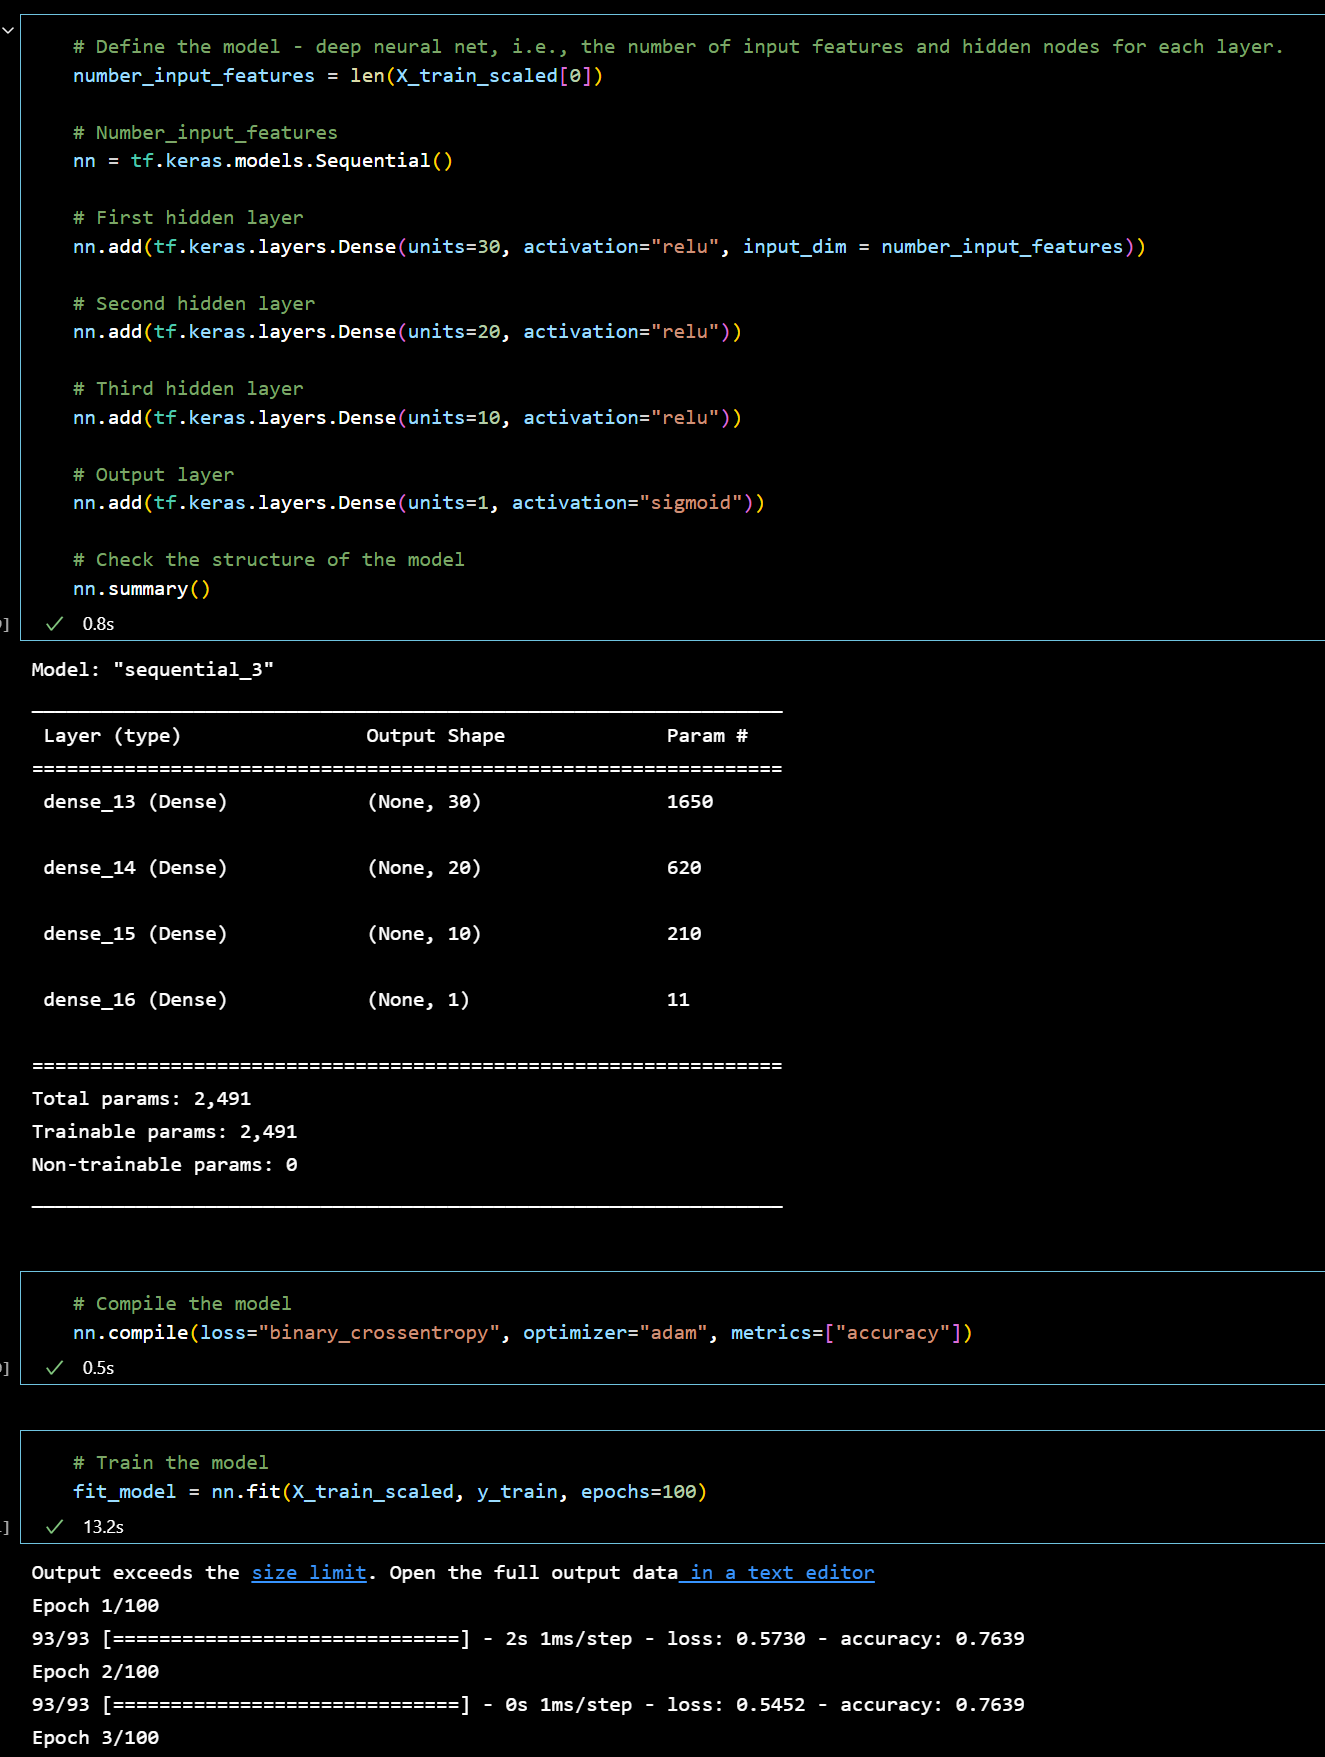 # Define the model - deep neural net, i.e., the number of input features and hidden nodes for each layer.
number_input_features = len(X_train_scaled[0])
# Number_input_features
nn = tf.keras.models.Sequential()
# First hidden layer
nn.add(tf.keras.layers.Dense(units=30, activation="relu", input_dim = number_input_features))
# Second hidden layer
nn.add(tf.keras.layers.Dense(units=20, activation="relu"))
# Third hidden layer
nn.add(tf.keras.layers.Dense(units=10, activation="relu"))
# Output layer
nn.add(tf.keras.layers.Dense(units=1, activation="sigmoid"))
# Check the structure of the model
nn.summary()
] 0.8s
Model: "sequential_3"
_________________________________________________________________
Layer (type) Output Shape Param #
=================================================================
dense_13 (Dense) (None, 30) 1650
dense_14 (Dense) (None, 20) 620
dense_15 (Dense) (None, 10) 210
dense_16 (Dense) (None, 1) 11
=================================================================
Total params: 2,491
Trainable params: 2,491
Non-trainable params: 0
_________________________________________________________________
# Compile the model
nn.compile(loss="binary_crossentropy", optimizer="adam", metrics=["accuracy"])
] 0.5s
# Train the model
fit_model = nn.fit(X_train_scaled, y_train, epochs=100)
] 13.2s
Output exceeds the size limit. Open the full output data in a text editor
Epoch 1/100
93/93 [==============================] - 2s 1ms/step - loss: 0.5730 - accuracy: 0.7639
Epoch 2/100
93/93 [==============================] - 0s 1ms/step - loss: 0.5452 - accuracy: 0.7639
Epoch 3/100